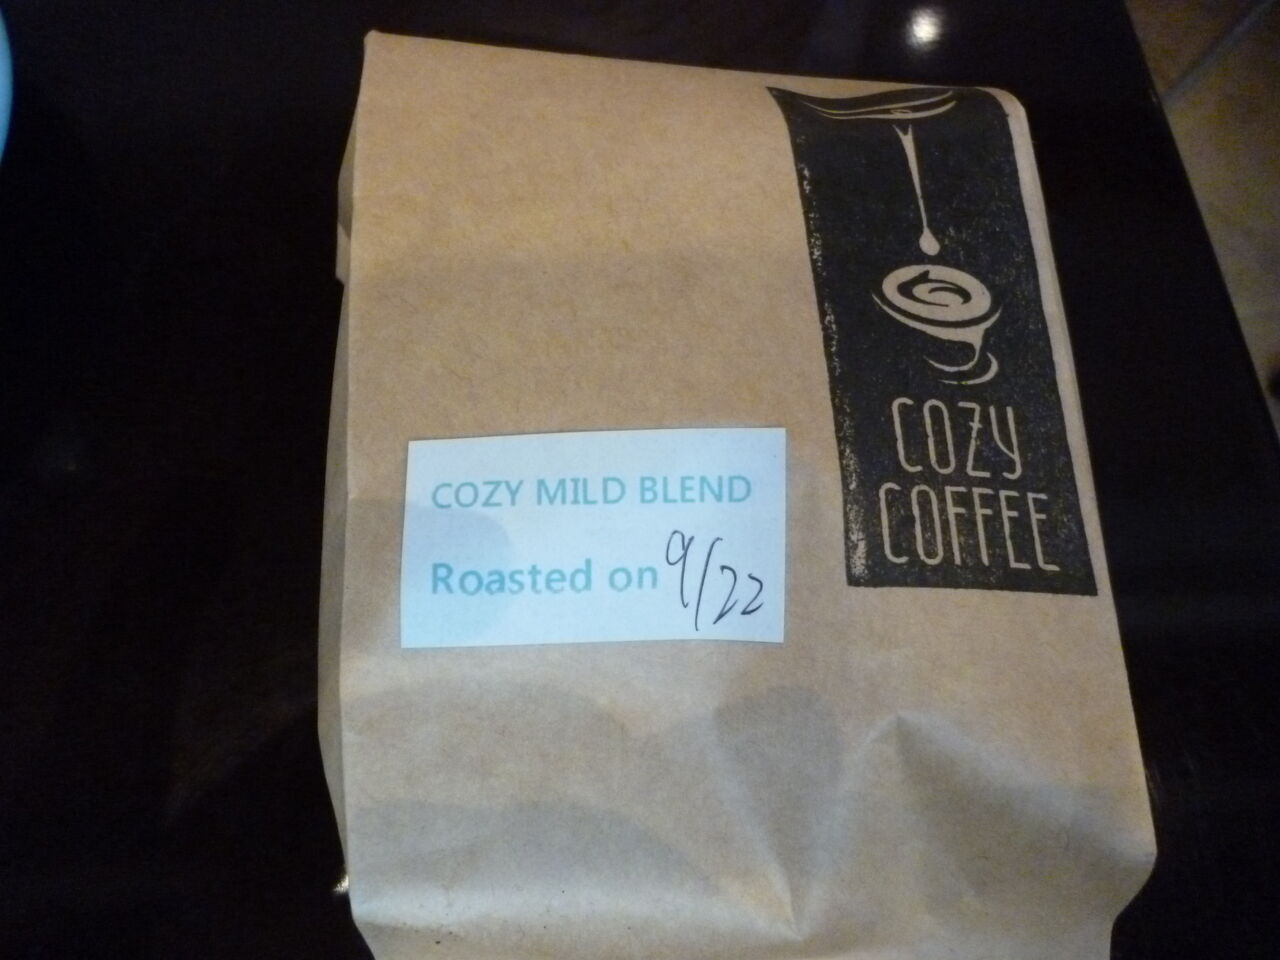 COZY
COFFEE
COZY MILD BLEND
Roasted on 9/22